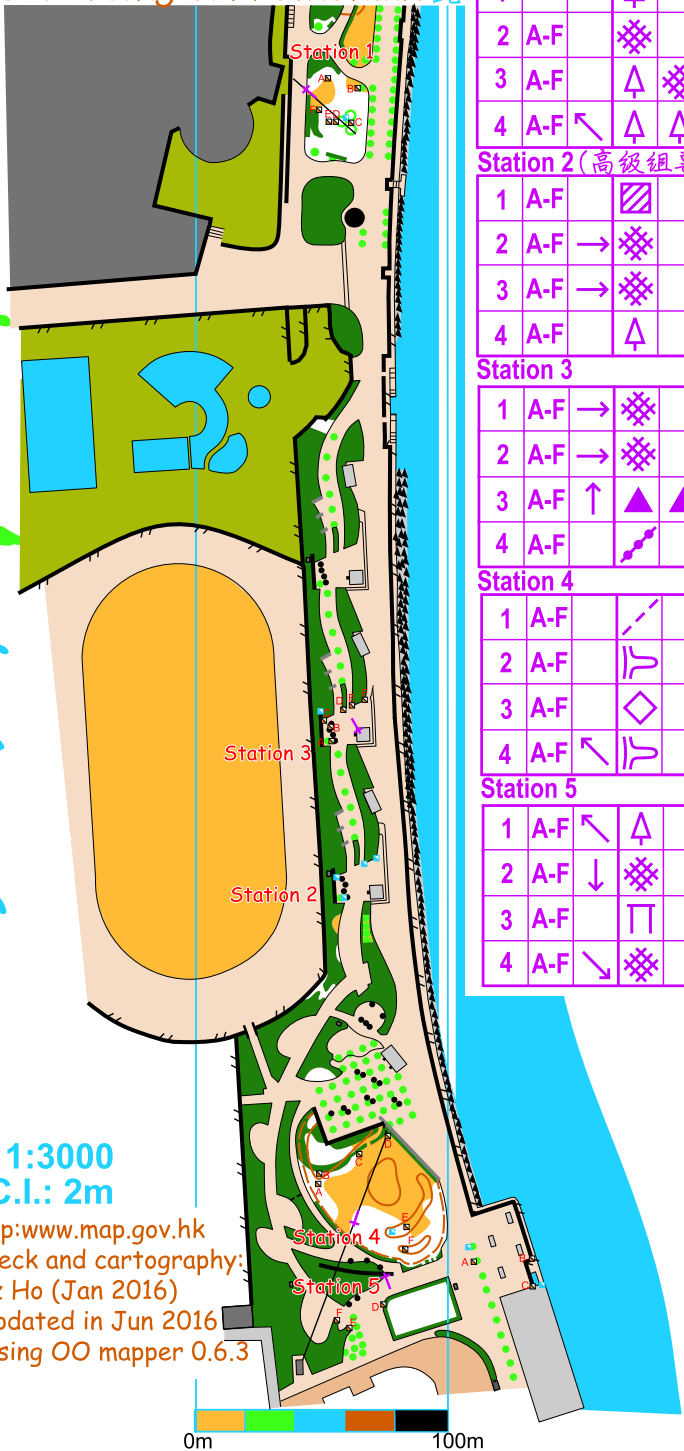 Station 1
A
B
F
E
D
C
2 A-F
3 A-F
4 A-F
Station 2(高级组
1 A-F
2 A-F
3 A-F
4 A-F
Station 3
1 A-F
2 A-F
3 A-F
4 A-F
Station 4
1 A-F
2 A-F
3 A-F
4 A-F
Station 5
1 A-F
2 A-F
3 A-F
4 A-F
D
B
Station 3
Station 2
D
C
B
A
E
F
Station 4
Station 5
A
B
C
D
F
E
1:3000
C.I.: 2m
p:www.map.gov.hk
eck and cartography:
z Ho (Jan 2016)
pdated in Jun 2016
sing OO mapper 0.6.3
0m
100m